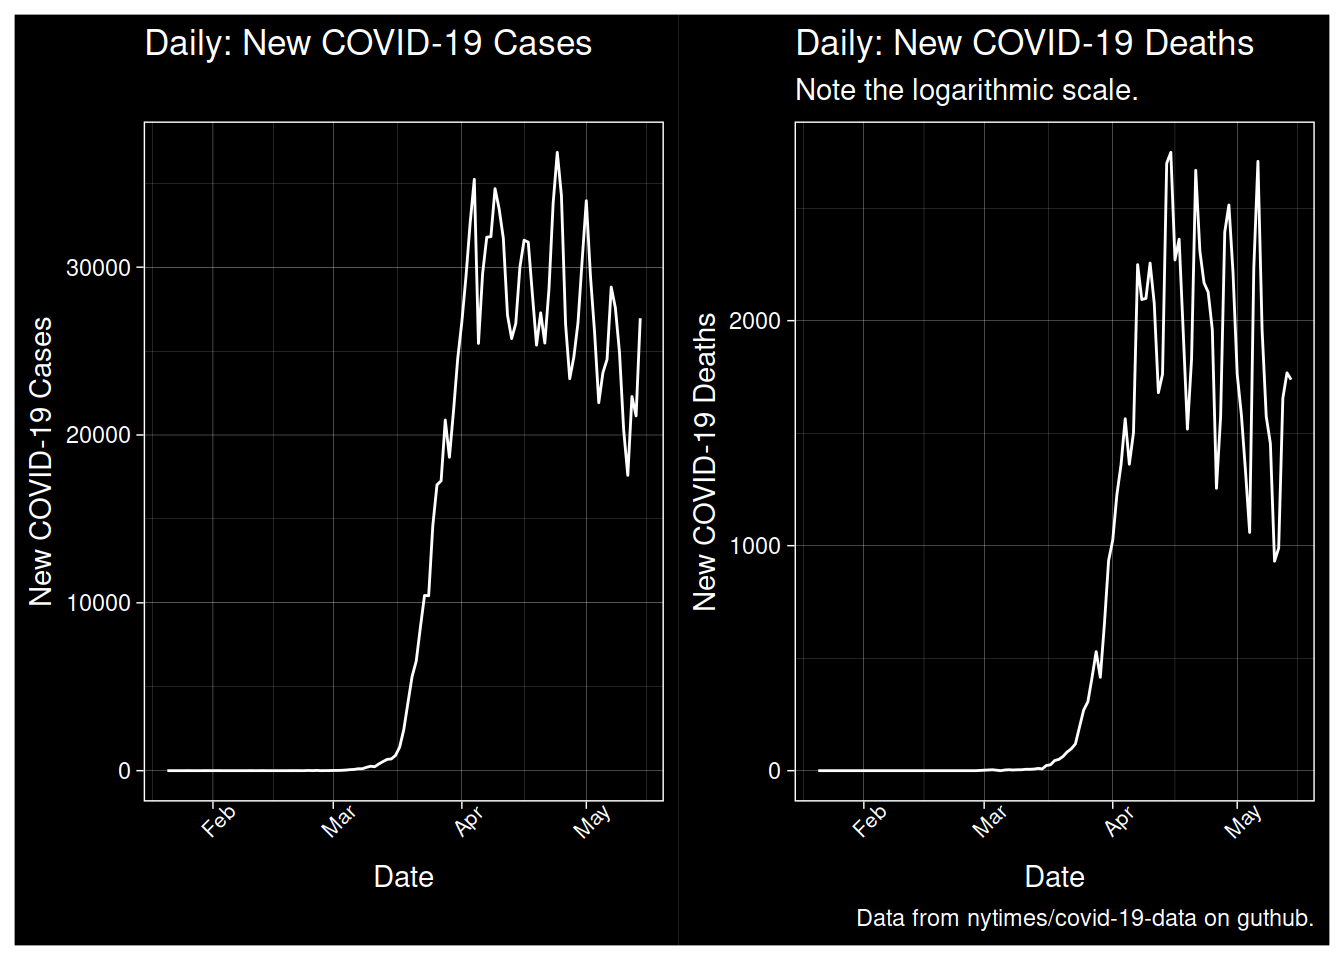 Daily: New COVID-19 Cases
New COVID-19 Cases
30000
20000
10000
0
Feb
Mar
Apr
May
Date
Daily: New COVID-19 Deaths
Note the logarithmic scale.
New COVID-19 Deaths
2000
1000
0
Feb
Mar
Apr
May
Date
Data from nytimes/covid-19-data on guthub.